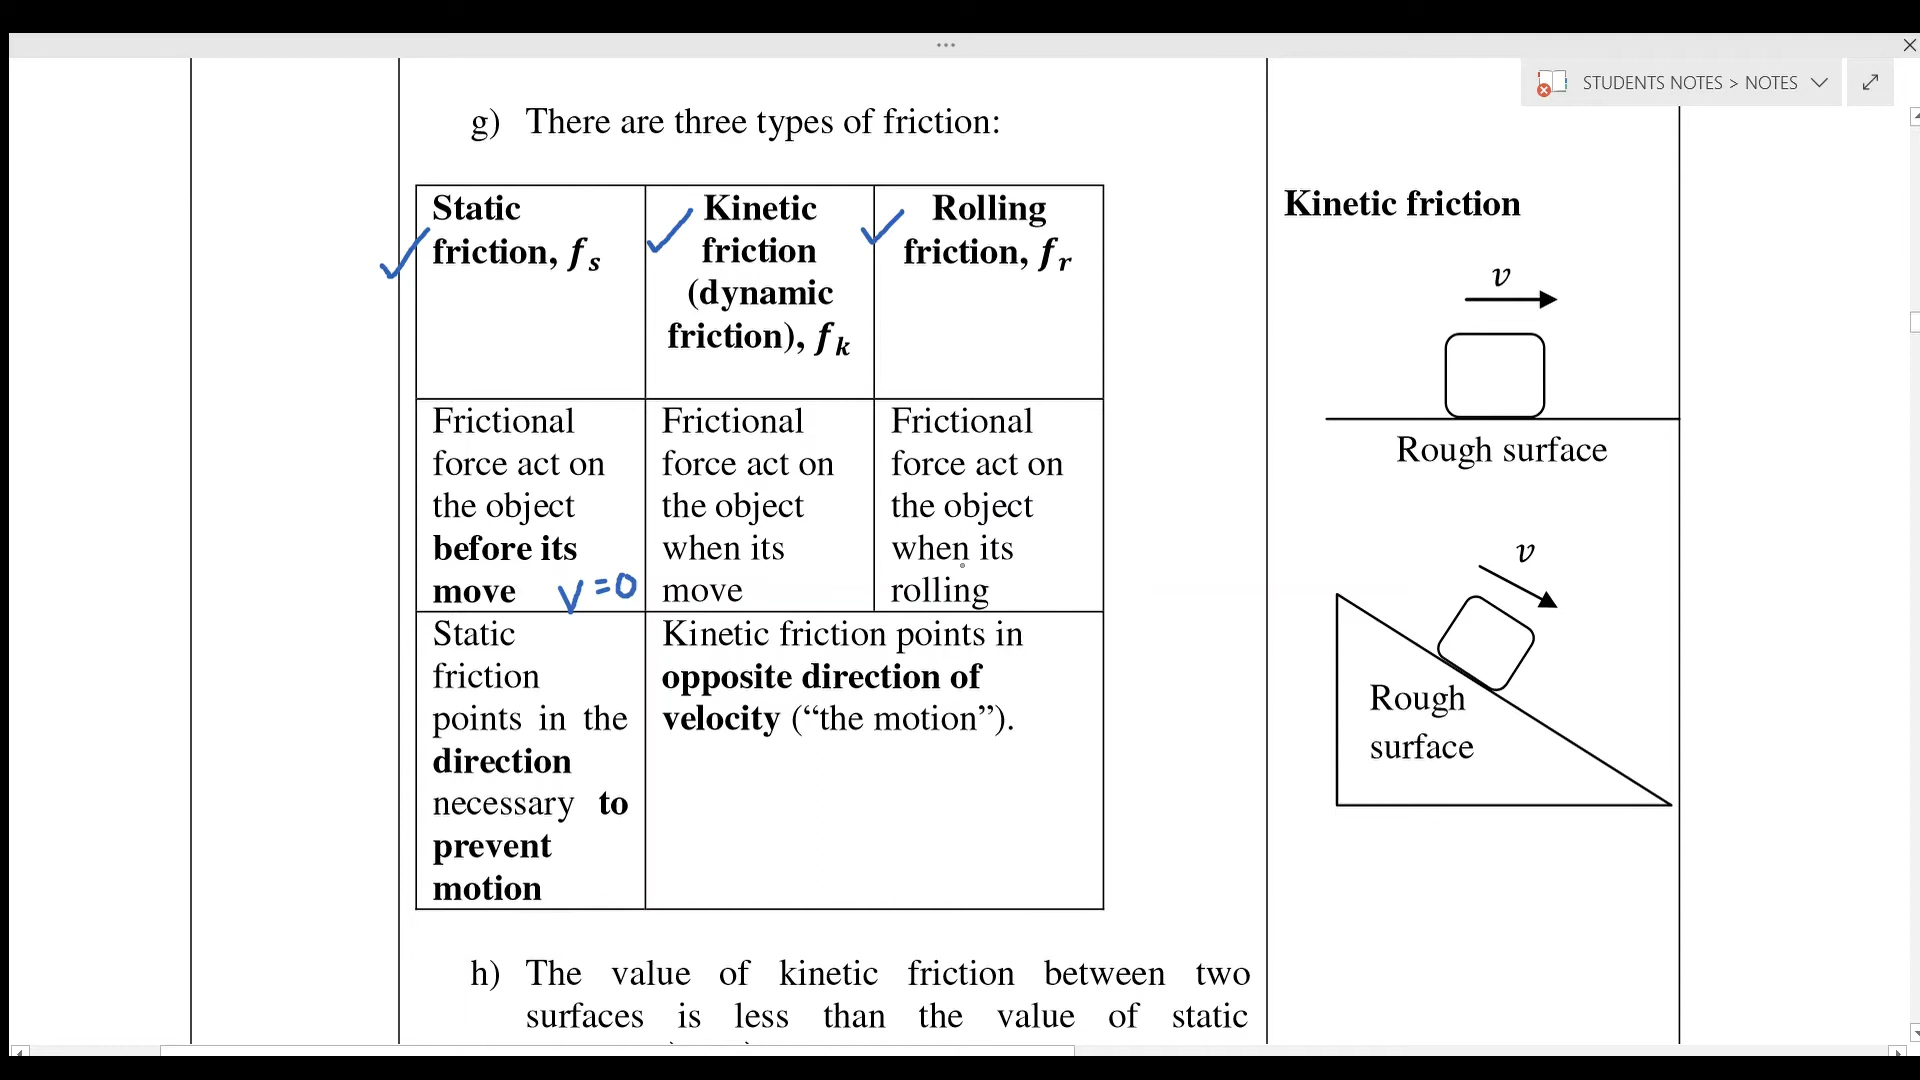 STUDENTS NOTES > NOTES
g) There are three types of friction:
Static
friction, fs
Kinetic
friction
(dynamic
friction), fk
Rolling
friction, fr
Frictional
force act on
the object
before its
move V=0
Frictional
force act on
the object
when its
move
Frictional
force act on
the object
when its
rolling
Static
friction
points in the
direction
necessary to
prevent
motion
Kinetic friction points in
opposite direction of
velocity (“the motion”).
h) The value of kinetic friction between two
surfaces is less than the value of static
Kinetic friction
v
Rough surface
v
Rough
surface